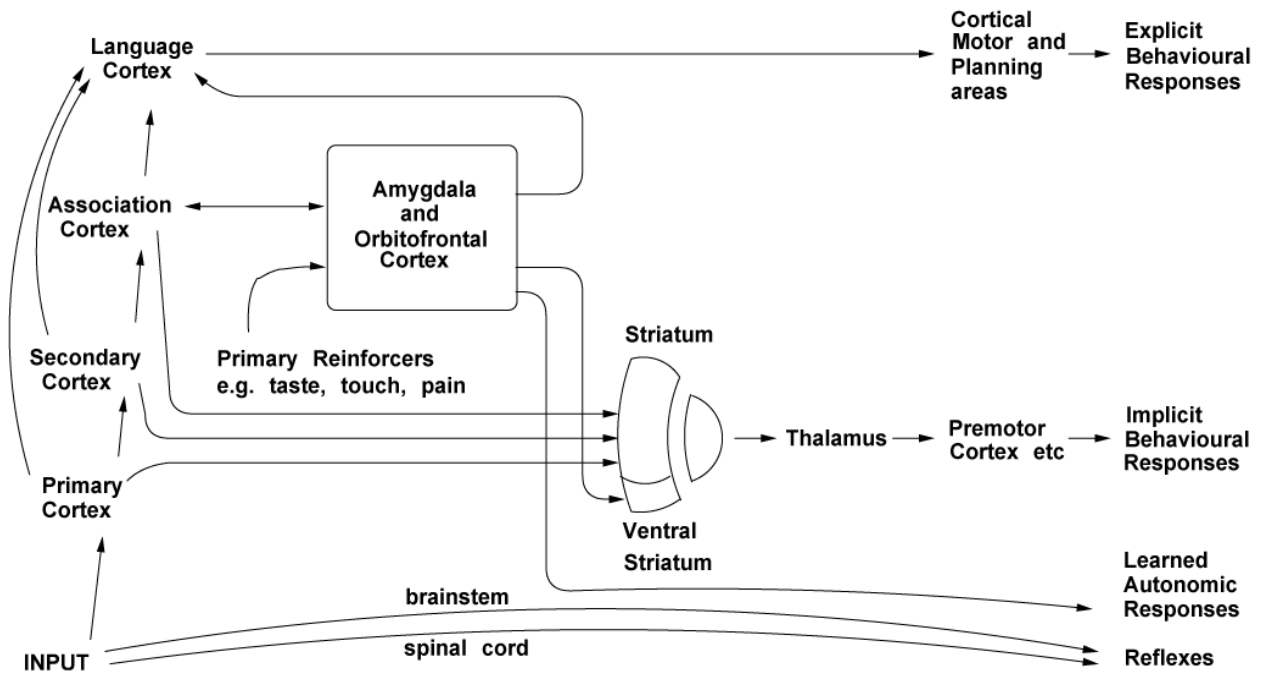 Language
Cortex
Cortical
Motor and
Planning
areas
Explicit
Behavioural
Responses
Association
Cortex
Amygdala
and
Orbitofrontal
Cortex
Secondary
Cortex
Primary Reinforcers
e.g. taste, touch, pain
Striatum
Primary
Cortex
Ventral
Striatum
Thalamus
Premotor
Cortex etc
Implicit
Behavioural
Responses
Learned
Autonomic
Responses
brainstem
spinal cord
INPUT
Reflexes